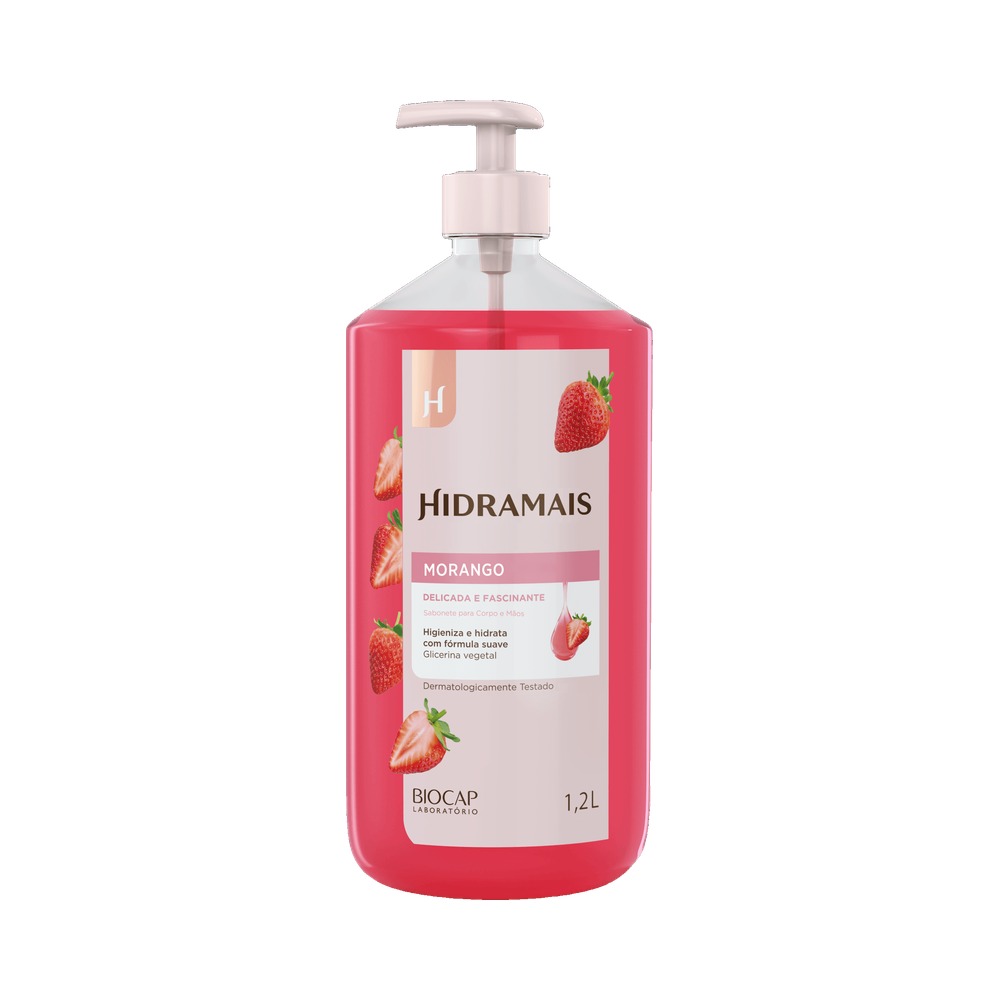 H
HIDRAMAIS
MORANGO
DELICADA E FASCINANTE
Sabonete para Corpo e Mãos
Higieniza e hidrata
com fórmula suave
Glicerina vegetal
Dermatologicamente Testado
BIOCAP
LABORATÓRIO
1,2L